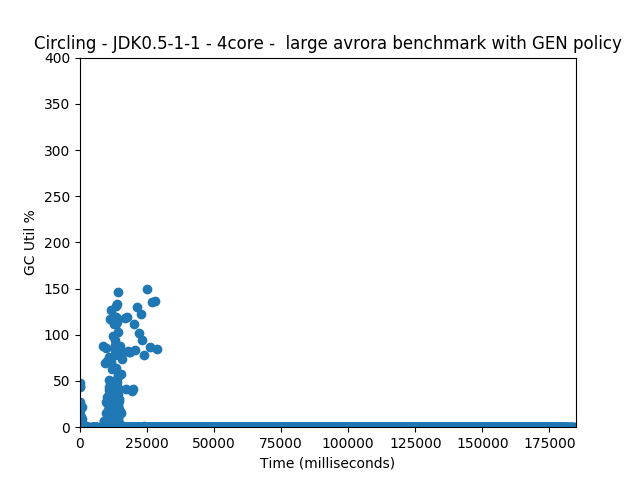 Circling - JDK0.5-1-1 - 4core -  large avrora benchmark with GEN policy
400
350
300
250
200
150
100
50
0
GC Util %
0 25000 50000 75000 100000 125000 150000 175000
Time (milliseconds)